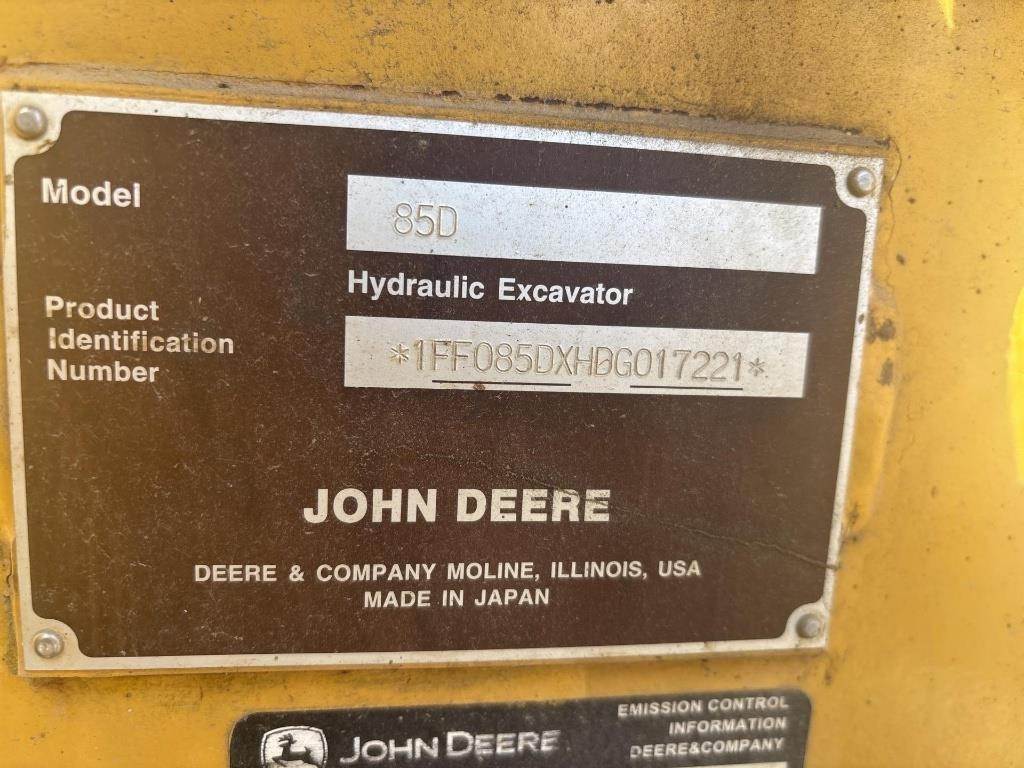 Model 85D
Hydraulic Excavator
Product
Identification
Number
*1FF085DXHDG017221*
JOHN DEERE
DEERE & COMPANY MOLINE, ILLINOIS, USA
MADE IN JAPAN
JOHN DEERE
EMISSION CONTROL
INFORMATION
DEERE&COMPANY